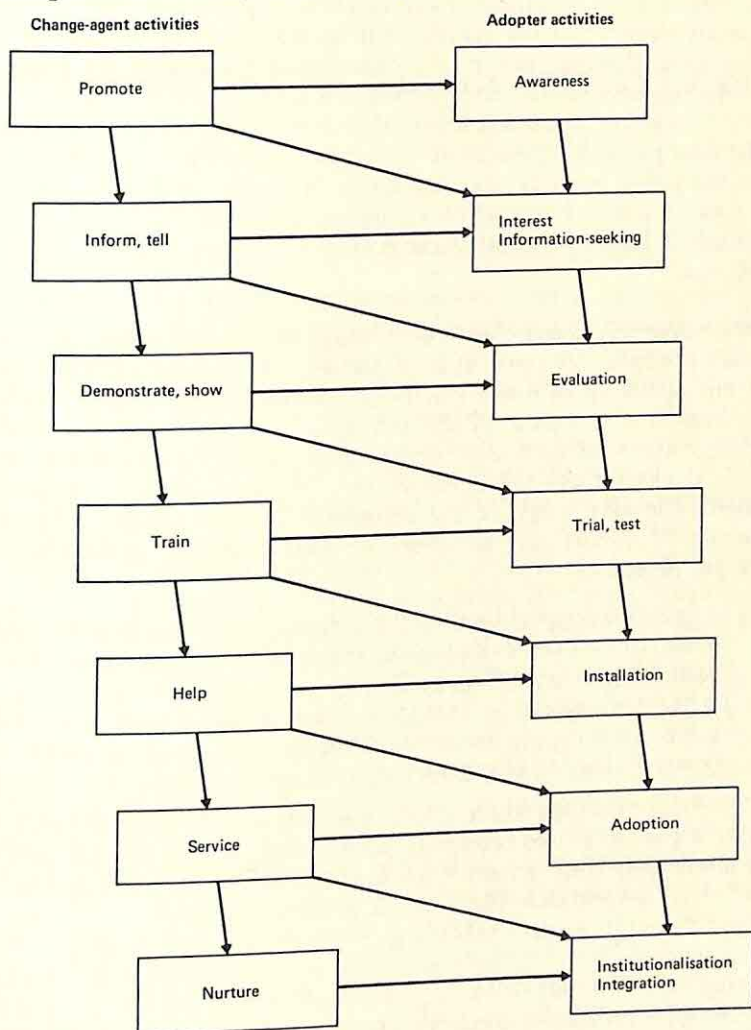 Change-agent activities
Adopter activities
Promote
Awareness
Inform, tell
Interest
Information-seeking
Demonstrate, show
Evaluation
Train
Trial, test
Help
Installation
Service
Adoption
Nurture
Institutionalisation
Integration